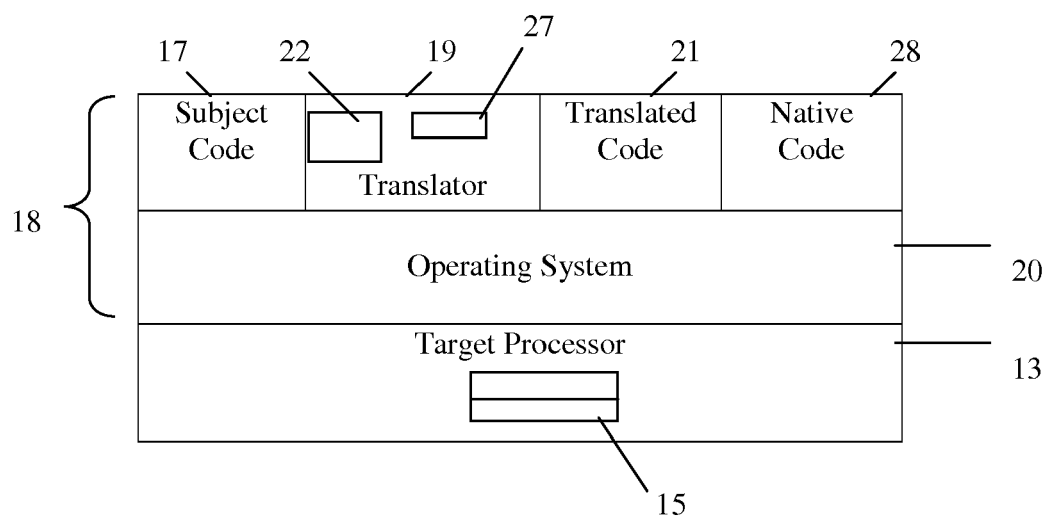 17
22
19
27
21
28
Subject
Code
Translator
Translated
Code
Native
Code
18
Operating System
20
Target Processor
13
15